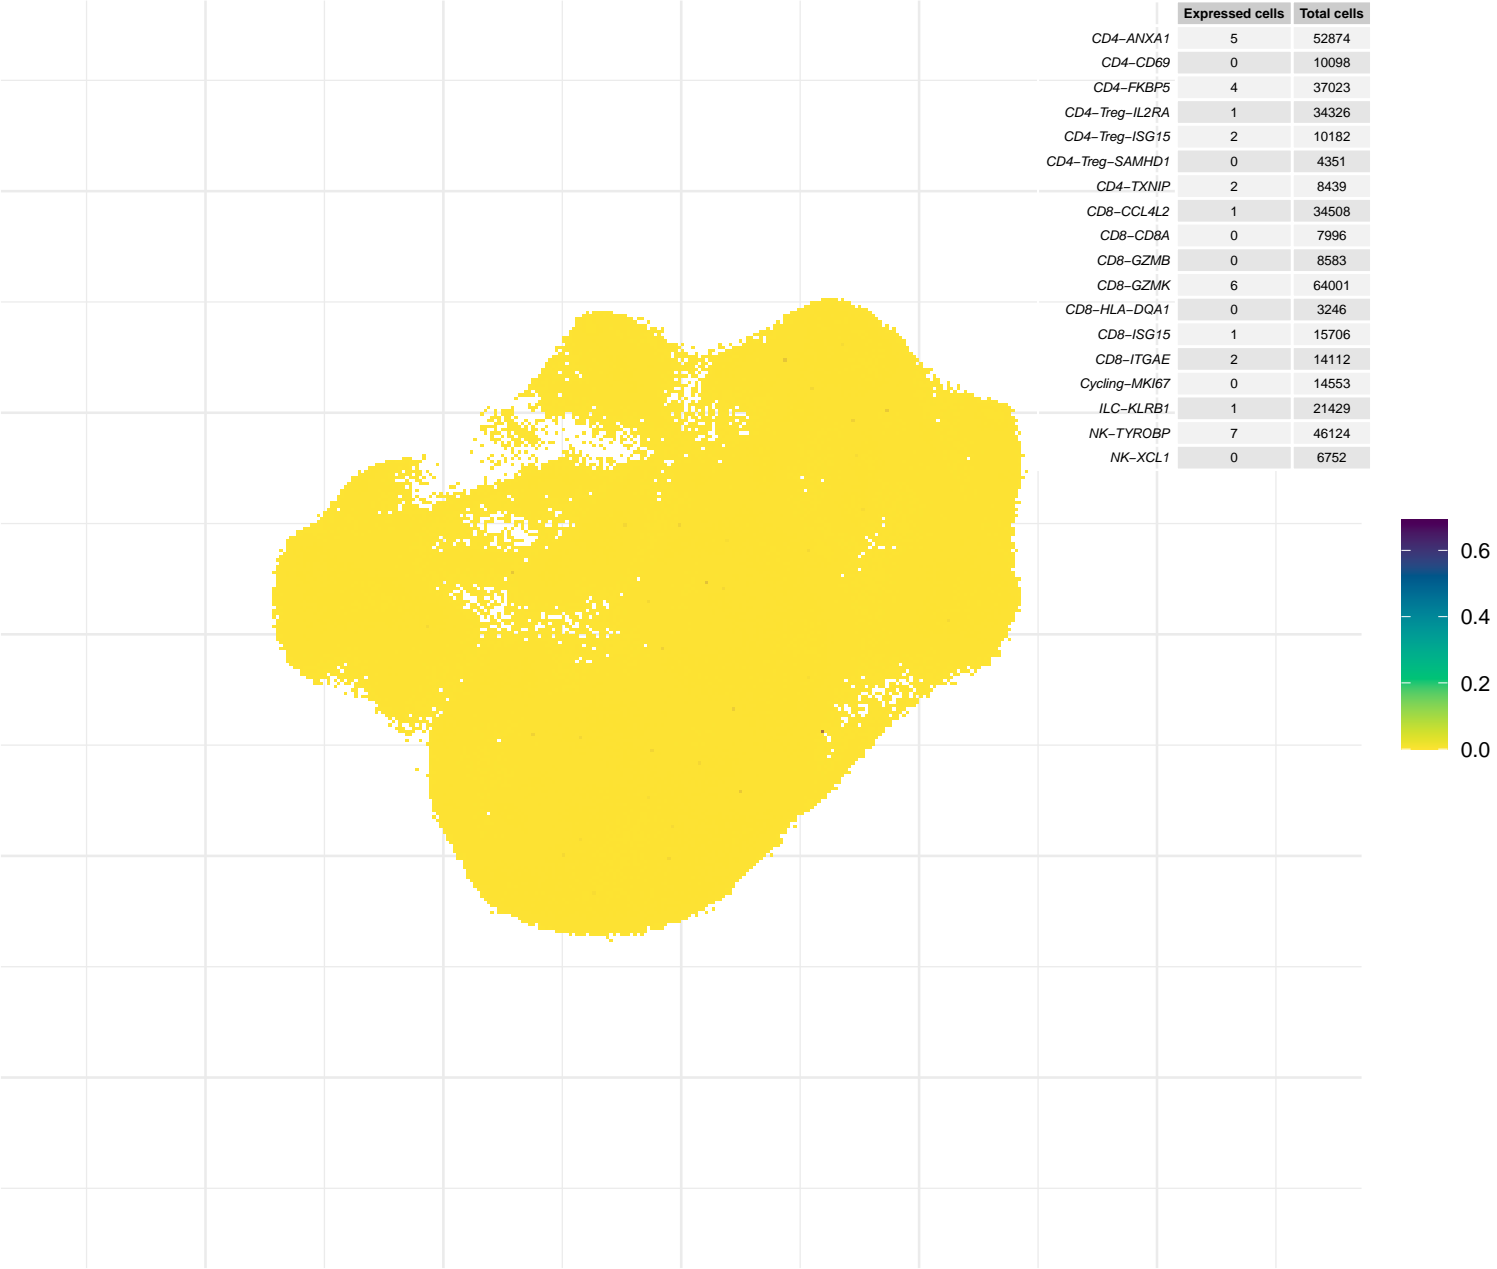 Expressed cells Total cells
CD4−ANXA1 5 52874
CD4−CD69 0 10098
CD4−FKBP5 4 37023
CD4−Treg−IL2RA 1 34326
CD4−Treg−ISG15 2 10182
CD4−Treg−SAMHD1 0 4351
CD4−TXNIP 2 8439
CD8−CCL4L2 1 34508
CD8−CD8A 0 7996
CD8−GZMB 0 8583
CD8−GZMK 6 64001
CD8−HLA−DQA1 0 3246
CD8−ISG15 1 15706
CD8−ITGAE 2 14112
Cycling−MKI67 0 14553
ILC−KLRB1 1 21429
NK−TYROBP 7 46124
NK−XCL1 0 6752
0.6
0.4
0.2
0.0